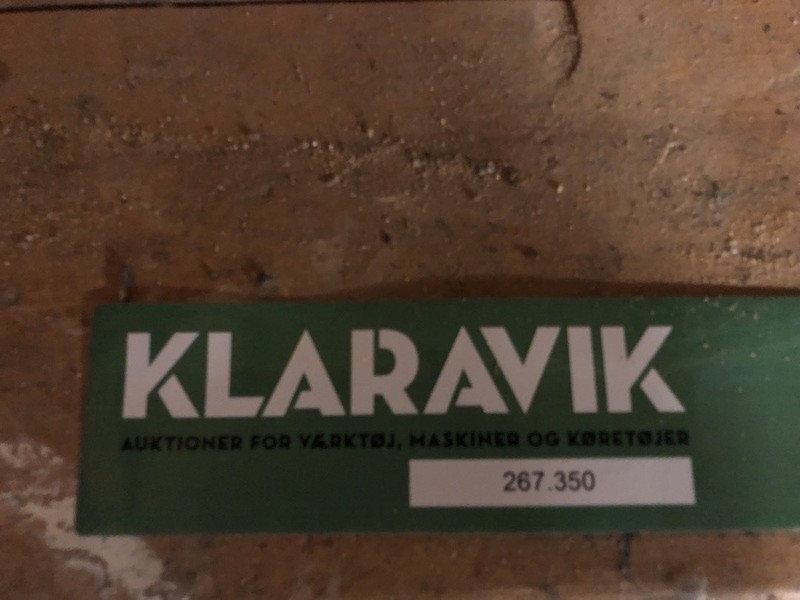 KLARAVIK
AUKTIONER FOR VÆRKTØJ, MASKINER OG KØRETØJER
267.350